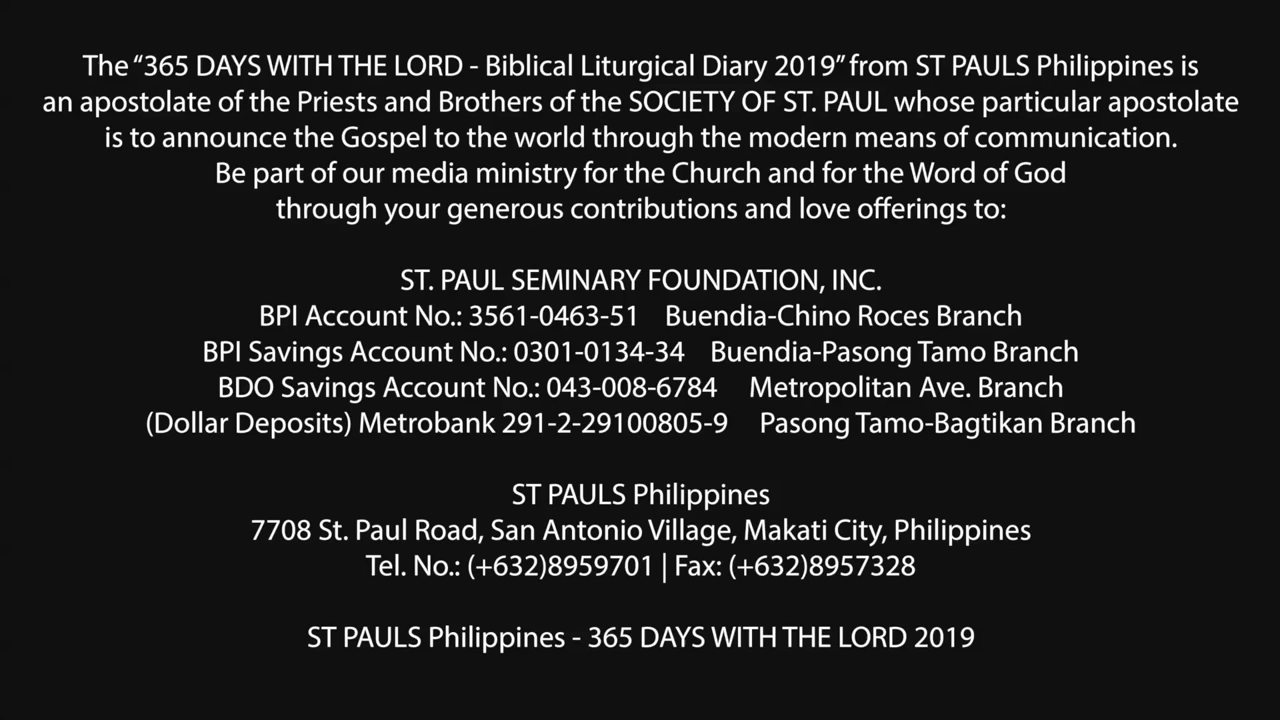 The “365 DAYS WITH THE LORD - Biblical Liturgical Diary 2019” from ST PAULS Philippines is
an apostolate of the Priests and Brothers of the SOCIETY OF ST. PAUL whose particular apostolate
is to announce the Gospel to the world through the modern means of communication.
Be part of our media ministry for the Church and for the Word of God
through your generous contributions and love offerings to:
ST. PAUL SEMINARY FOUNDATION, INC.
BPI Account No.: 3561-0463-51 Buendia-Chino Roces Branch
BPI Savings Account No.: 0301-0134-34 Buendia-Pasong Tamo Branch
BDO Savings Account No.: 043-008-6784 Metropolitan Ave. Branch
(Dollar Deposits) Metrobank 291-2-29100805-9 Pasong Tamo-Bagtikan Branch
ST PAULS Philippines
7708 St. Paul Road, San Antonio Village, Makati City, Philippines
Tel. No.: (+632)8959701 | Fax: (+632)8957328
ST PAULS Philippines - 365 DAYS WITH THE LORD 2019